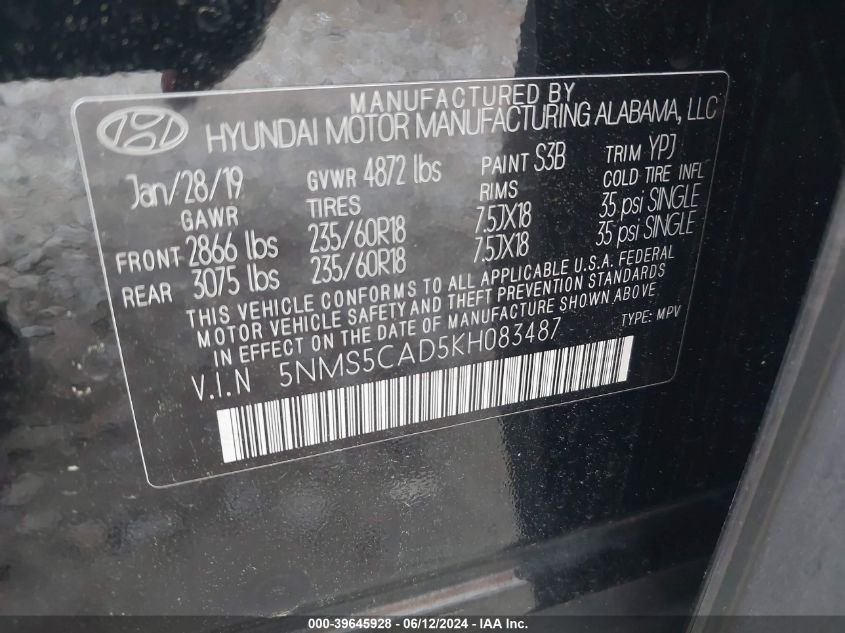 MANUFACTURED BY
HYUNDAI MOTOR MANUFACTURING ALABAMA, LLC
Jan/28/19 GVWR 4872 lbs PAINT S3B TRIM YPJ
GAWR TIRES RIMS COLD TIRE INFL
FRONT 2866 lbs 235/60R18 7.5JX18 35 psi SINGLE
REAR 3075 lbs 235/60R18 7.5JX18 35 psi SINGLE
THIS VEHICLE CONFORMS TO ALL APPLICABLE U.S.A. FEDERAL
MOTOR VEHICLE SAFETY AND THEFT PREVENTION STANDARDS
IN EFFECT ON THE DATE OF MANUFACTURE SHOWN ABOVE.
V.I.N 5NMS5CAD5KH083487 TYPE: MPV
000-39645928 - 06/12/2024 - IAA Inc.